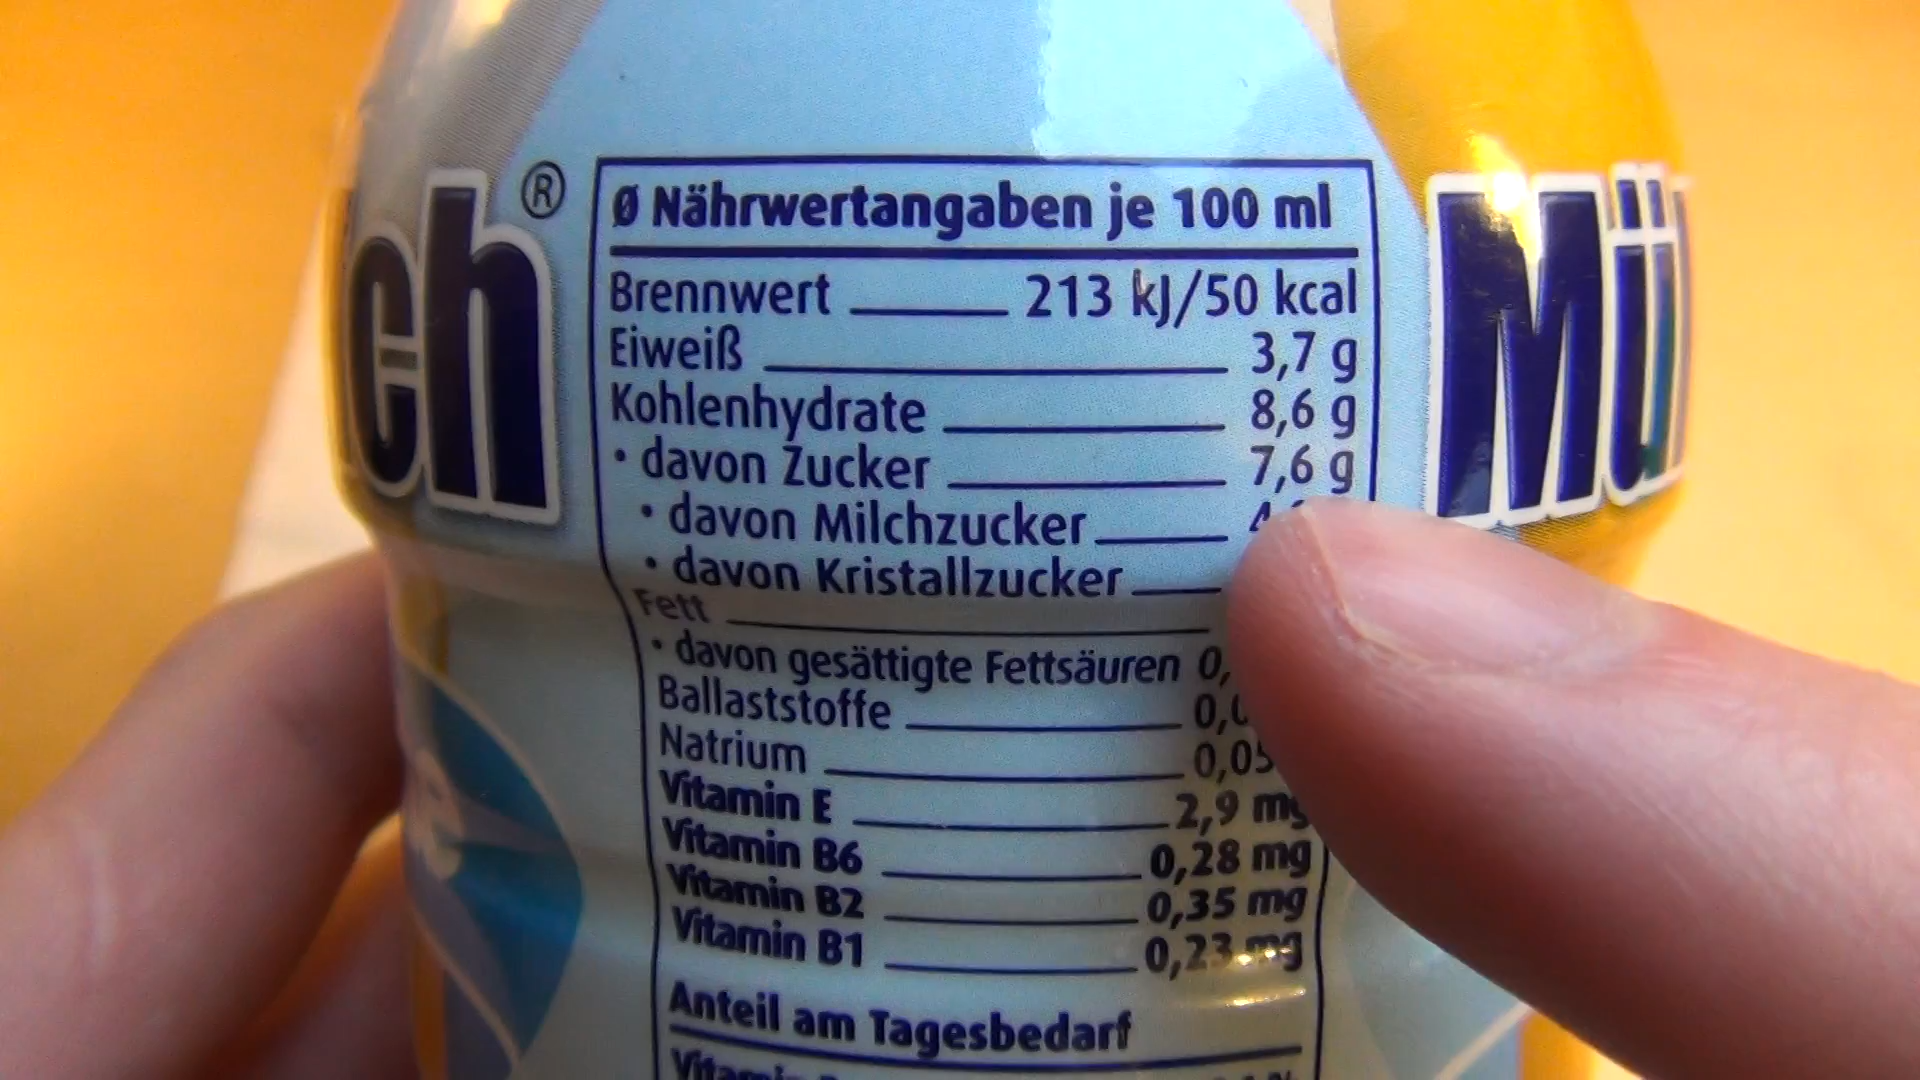 ch®
Ø Nährwertangaben je 100 ml
Brennwert 213 kJ/50 kcal
Eiweiß 3,7 g
Kohlenhydrate 8,6 g
• davon Zucker 7,6 g
• davon Milchzucker
• davon Kristallzucker
Fett
• davon gesättigte Fettsäuren
Ballaststoffe
Natrium
Vitamin E 2,9 mg
Vitamin B6 0,28 mg
Vitamin B2 0,35 mg
Vitamin B1 0,23 mg
Anteil am Tagesbedarf
Mü